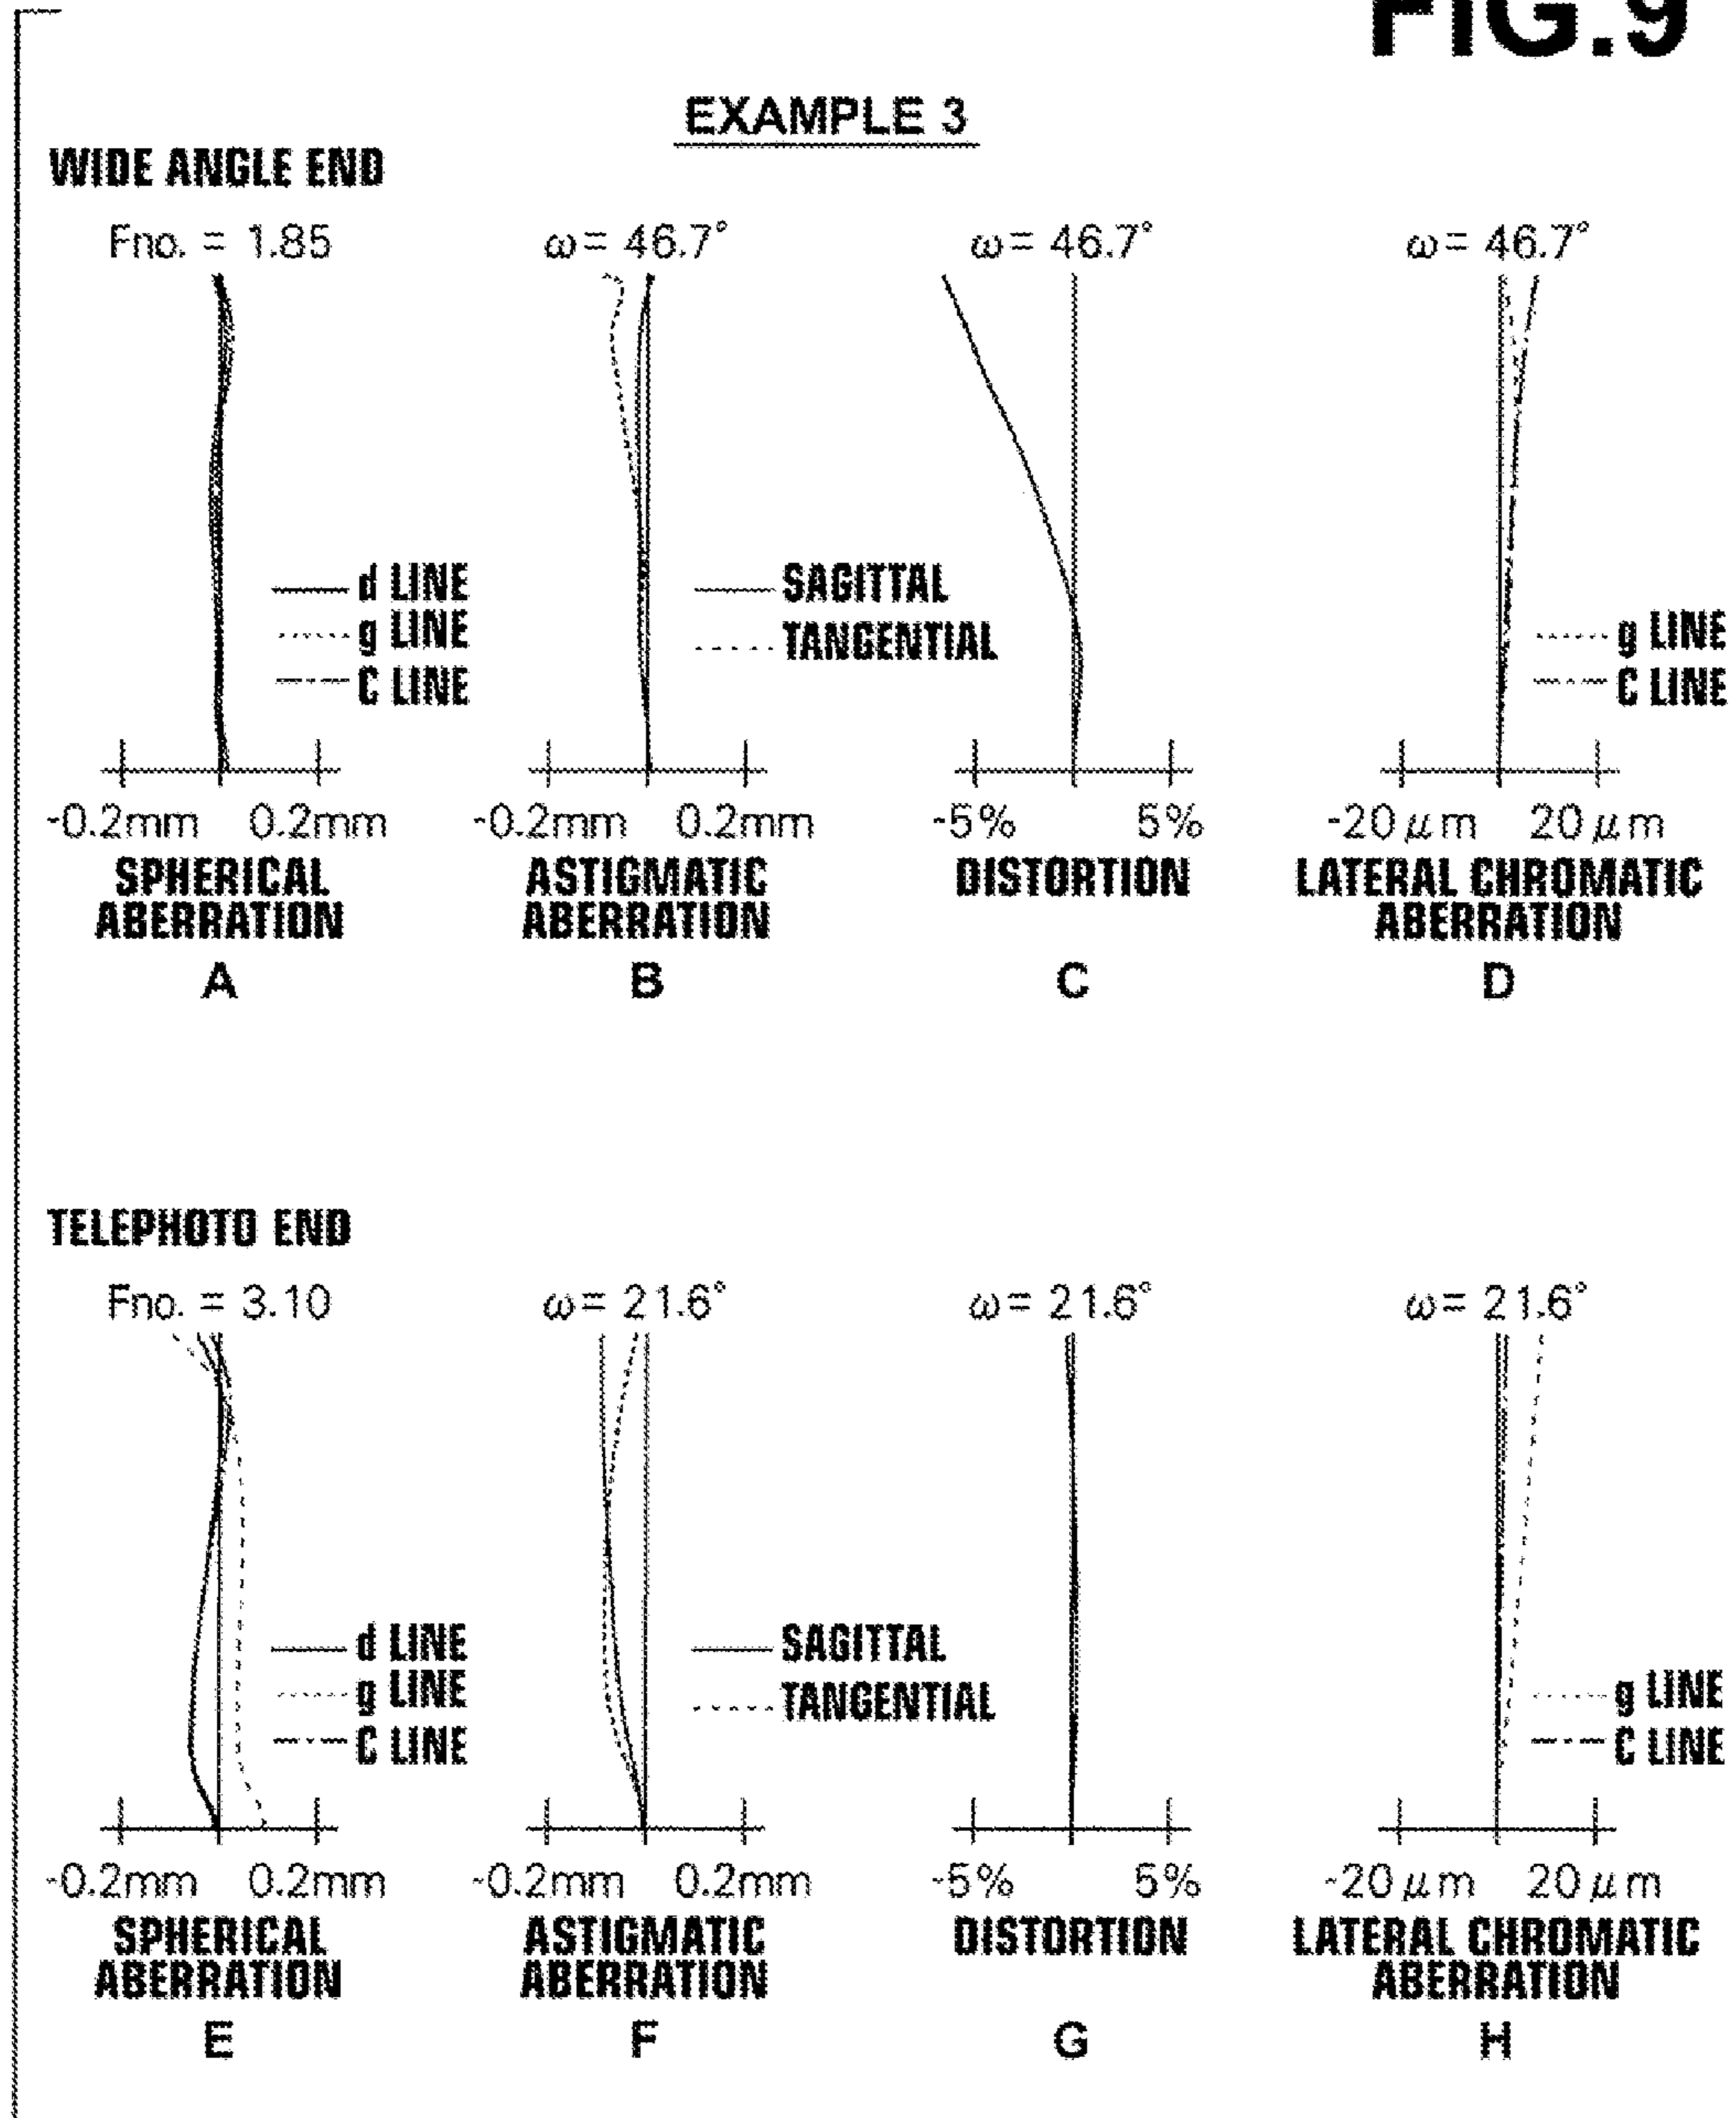 FIG.9
EXAMPLE 3
WIDE ANGLE END
Fno. = 1.85
ω= 46.7°
ω= 46.7°
ω= 46.7°
d LINE
g LINE
C LINE
SAGITTAL
TANGENTIAL
g LINE
C LINE
-0.2mm 0.2mm
-0.2mm 0.2mm
-5% 5%
-20 μm 20 μm
SPHERICAL
ABERRATION
ASTIGMATIC
ABERRATION
DISTORTION
LATERAL CHROMATIC
ABERRATION
A
B
C
D
TELEPHOTO END
Fno. = 3.10
ω= 21.6°
ω= 21.6°
ω= 21.6°
d LINE
g LINE
C LINE
SAGITTAL
TANGENTIAL
g LINE
C LINE
-0.2mm 0.2mm
-0.2mm 0.2mm
-5% 5%
-20 μm 20 μm
SPHERICAL
ABERRATION
ASTIGMATIC
ABERRATION
DISTORTION
LATERAL CHROMATIC
ABERRATION
E
F
G
H